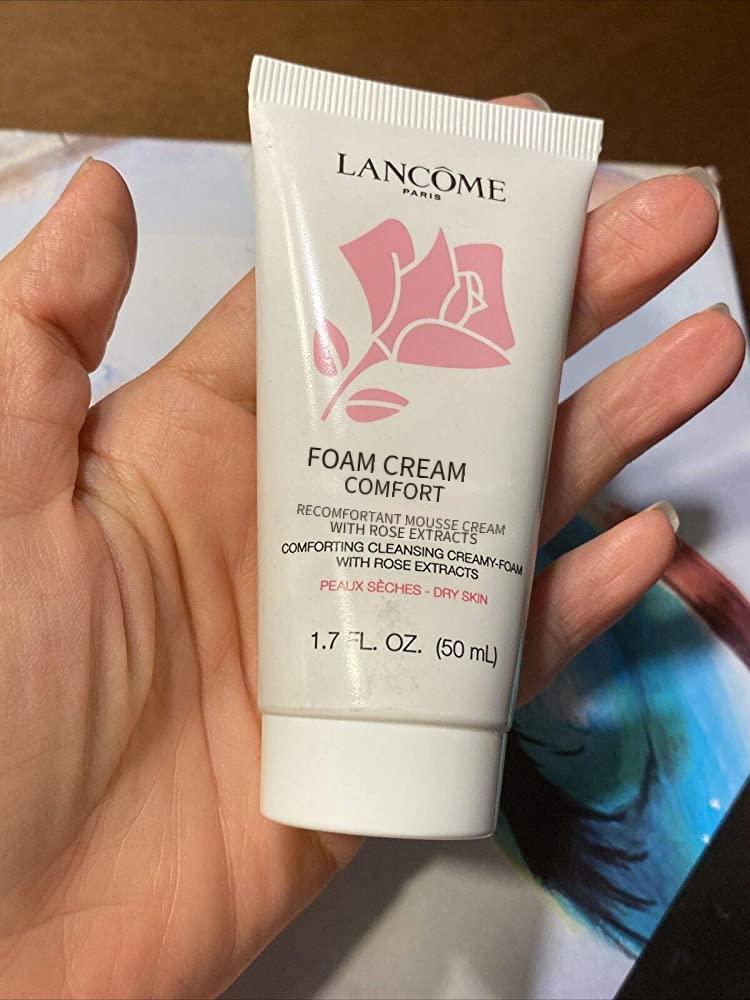 LANCÔME
PARIS
FOAM CREAM
COMFORT
RECOMFORTANT MOUSSE CREAM
WITH ROSE EXTRACTS
COMFORTING CLEANSING CREAMY-FOAM
WITH ROSE EXTRACTS
PEAUX SÈCHES - DRY SKIN
1.7 FL. OZ. (50 mL)